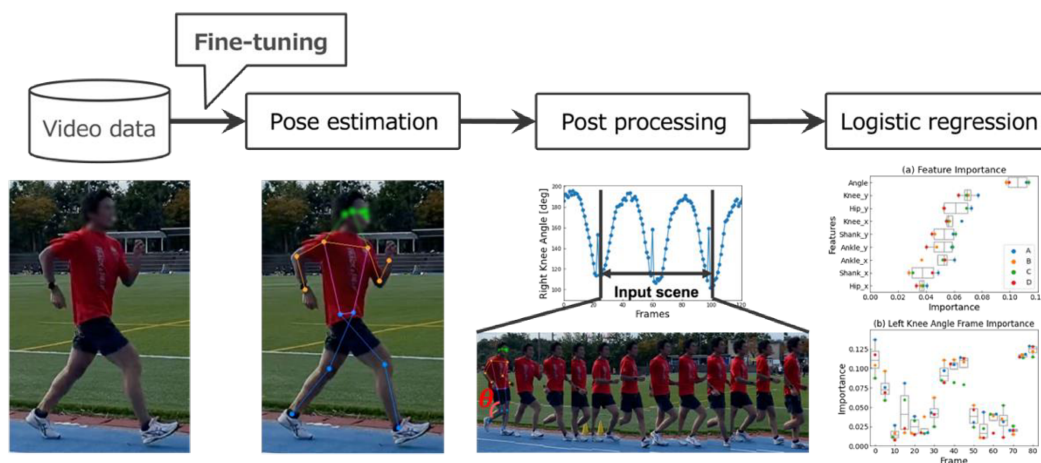 Fine-tuning
Video data
Pose estimation
Post processing
Logistic regression
Right Knee Angle [deg]
200
180
160
140
120
100
Input scene
0 20 40 60 80 100 120
Frames
θ
(a) Feature Importance
Features
Angle
Knee_y
Hip_y
Knee_x
Shank_y
Ankle_y
Ankle_x
Shank_x
Hip_x
A
B
C
D
0.00 0.02 0.04 0.06 0.08 0.10 0.12
Importance
(b) Left Knee Angle Frame Importance
Importance
0.125
0.100
0.075
0.050
0.025
0.000
0 10 20 30 40 50 60 70 80
Frame